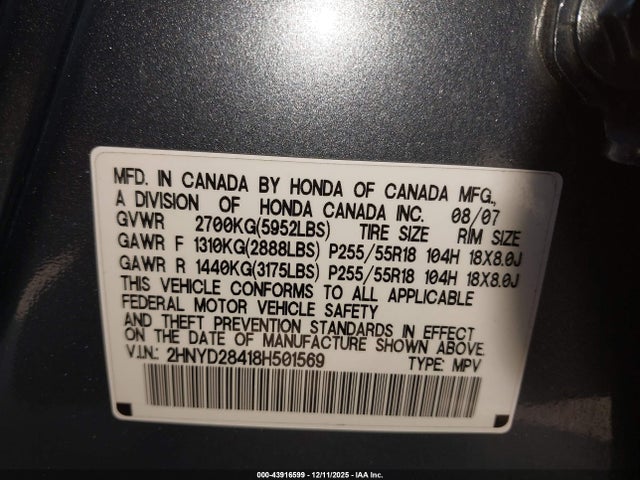 MFD. IN CANADA BY HONDA OF CANADA MFG.,
A DIVISION OF HONDA CANADA INC. 08/07
GVWR 2700KG(5952LBS) TIRE SIZE RIM SIZE
GAWR F 1310KG(2888LBS) P255/55R18 104H 18X8.0J
GAWR R 1440KG(3175LBS) P255/55R18 104H 18X8.0J
THIS VEHICLE CONFORMS TO ALL APPLICABLE
FEDERAL MOTOR VEHICLE SAFETY
AND THEFT PREVENTION STANDARDS IN EFFECT
ON THE DATE OF MANUFACTURE SHOWN ABOVE.
V.I.N.: 2HNYD28418H501569 TYPE: MPV
000-43916599 - 12/11/2025 - IAA Inc.